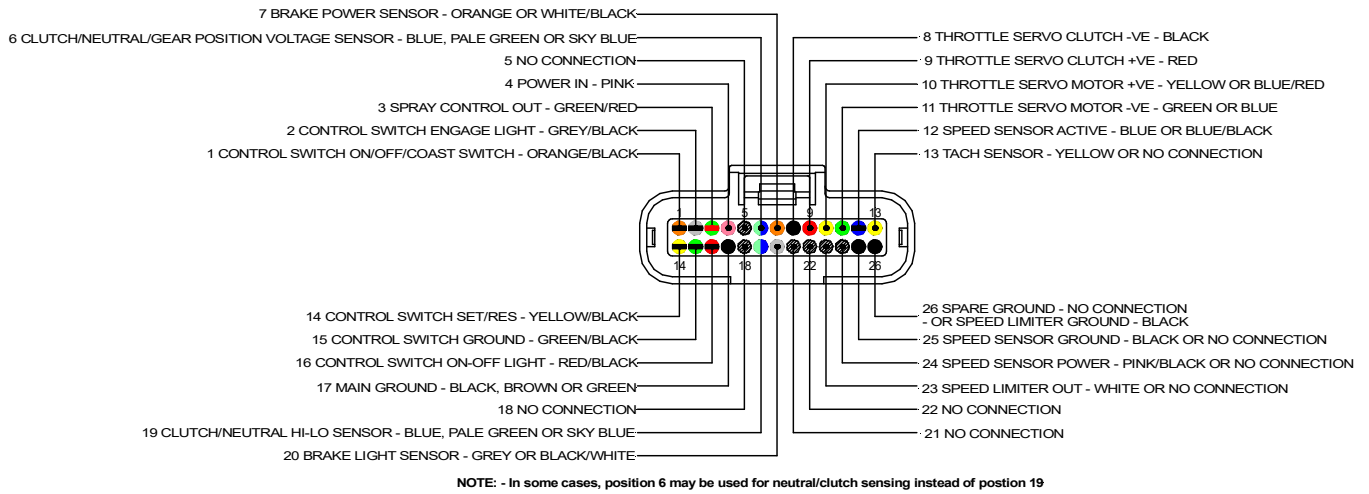 7 BRAKE POWER SENSOR - ORANGE OR WHITE/BLACK
6 CLUTCH/NEUTRAL/GEAR POSITION VOLTAGE SENSOR - BLUE, PALE GREEN OR SKY BLUE
5 NO CONNECTION
4 POWER IN - PINK
3 SPRAY CONTROL OUT - GREEN/RED
2 CONTROL SWITCH ENGAGE LIGHT - GREY/BLACK
1 CONTROL SWITCH ON/OFF/COAST SWITCH - ORANGE/BLACK
8 THROTTLE SERVO CLUTCH -VE - BLACK
9 THROTTLE SERVO CLUTCH +VE - RED
10 THROTTLE SERVO MOTOR +VE - YELLOW OR BLUE/RED
11 THROTTLE SERVO MOTOR -VE - GREEN OR BLUE
12 SPEED SENSOR ACTIVE - BLUE OR BLUE/BLACK
13 TACH SENSOR - YELLOW OR NO CONNECTION
1 5 9 13
14 18 22 26
14 CONTROL SWITCH SET/RES - YELLOW/BLACK
15 CONTROL SWITCH GROUND - GREEN/BLACK
16 CONTROL SWITCH ON-OFF LIGHT - RED/BLACK
17 MAIN GROUND - BLACK, BROWN OR GREEN
18 NO CONNECTION
19 CLUTCH/NEUTRAL HI-LO SENSOR - BLUE, PALE GREEN OR SKY BLUE
20 BRAKE LIGHT SENSOR - GREY OR BLACK/WHITE
26 SPARE GROUND - NO CONNECTION
- OR SPEED LIMITER GROUND - BLACK
25 SPEED SENSOR GROUND - BLACK OR NO CONNECTION
24 SPEED SENSOR POWER - PINK/BLACK OR NO CONNECTION
23 SPEED LIMITER OUT - WHITE OR NO CONNECTION
22 NO CONNECTION
21 NO CONNECTION
NOTE: - In some cases, position 6 may be used for neutral/clutch sensing instead of postion 19